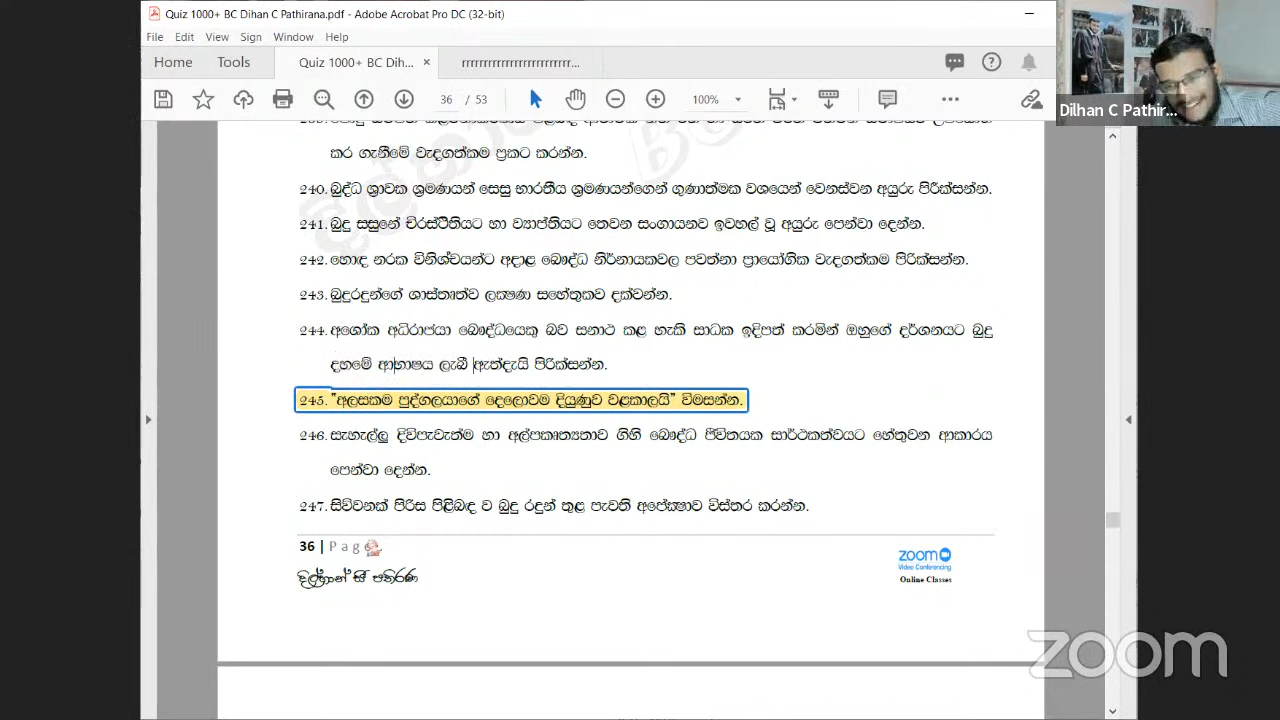 Quiz 1000+ BC Dihan C Pathirana.pdf - Adobe Acrobat Pro DC (32-bit)
File Edit View Sign Window Help
Home Tools Quiz 1000+ BC Dih... × rrrrrrrrrrrrrrrrrrrrrrrr...
36 / 53 100%
Dilhan C Pathir...
කර ගැනීමේ වැදගත්කම ප්‍රකට කරන්න.
240. බුද්ධ ශ්‍රාවක ශ්‍රමණයන් සෙසු භාරතීය ශ්‍රමණයන්ගෙන් ගුණාත්මක වශයෙන් වෙනස්වන අයුරු පිරික්සන්න.
241. බුදු සසුනේ චිරස්ථිතියට හා ව්‍යාප්තියට තෙවන සංගායනව ඉවහල් වූ අයුරු පෙන්වා දෙන්න.
242. හොඳ නරක විනිශ්චයන්ට අදාළ බෞද්ධ නිර්නායකවල පවත්නා ප්‍රායෝගික වැදගත්කම පිරික්සන්න.
243. බුදුරදුන්ගේ ශාස්තෘත්ව ලක්‍ෂණ සහේතුකව දක්වන්න.
244. අශෝක අධිරාජයා බෞද්ධයෙකු බව සනාථ කළ හැකි සාධක ඉදිපත් කරමින් ඔහුගේ දර්ශනයට බුදු
දහමේ ආභාෂය ලැබී ඇත්දැයි පිරික්සන්න.
245. "අලසකම පුද්ගලයාගේ දෙලොවම දියුණුව වළකාලයි" විමසන්න.
246. සැහැල්ලු දිවිපැවැත්ම හා අල්පකෘත්‍යතාව ගිහි බෞද්ධ ජීවිතයක සාර්ථකත්වයට හේතුවන ආකාරය
පෙන්වා දෙන්න.
247. සිව්වනක් පිරිස පිළිබඳ ව බුදු රදුන් තුළ පැවති අපේක්‍ෂාව විස්තර කරන්න.
36 | Page
දිල්හාන් සී පතිරණ
zoom
Video Conferencing
Online Classes
zoom